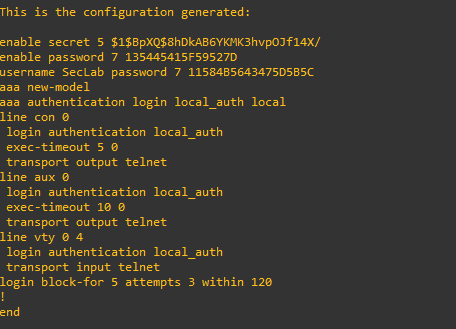 This is the configuration generated:
enable secret 5 $1$BpXQ$8hDkAB6YKMK3hvpOJf14X/
enable password 7 135445415F59527D
username SecLab password 7 11584B5643475D5B5C
aaa new-model
aaa authentication login local_auth local
line con 0
login authentication local_auth
exec-timeout 5 0
transport output telnet
line aux 0
login authentication local_auth
exec-timeout 10 0
transport output telnet
line vty 0 4
login authentication local_auth
transport input telnet
login block-for 5 attempts 3 within 120
!
end